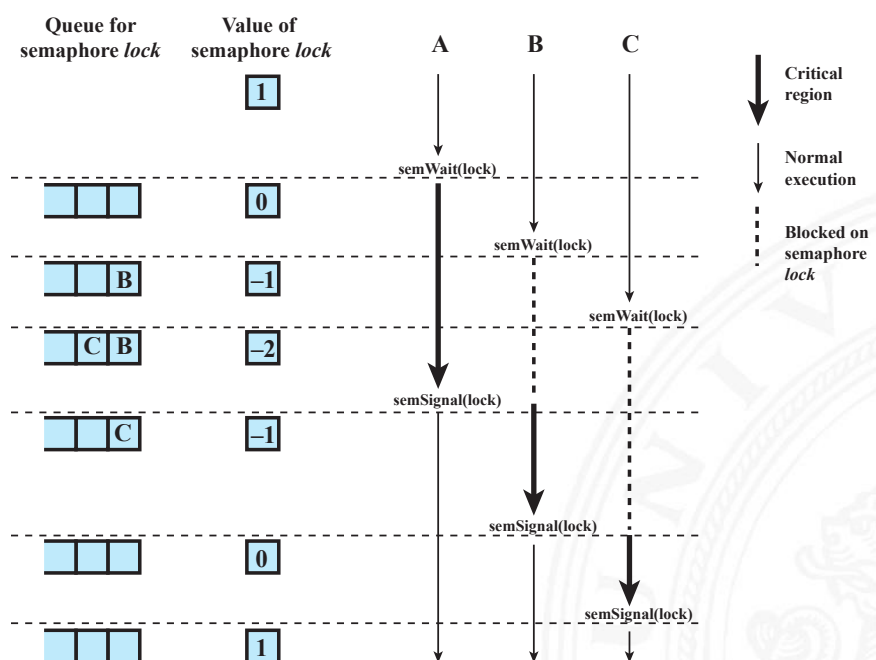 Queue for
semaphore lock
Value of
semaphore lock
A
B
C
1
Critical
region
semWait(lock)
Normal
execution
0
semWait(lock)
Blocked on
semaphore
lock
B
–1
semWait(lock)
C B
–2
semSignal(lock)
C
–1
semSignal(lock)
0
semSignal(lock)
1
UNIV